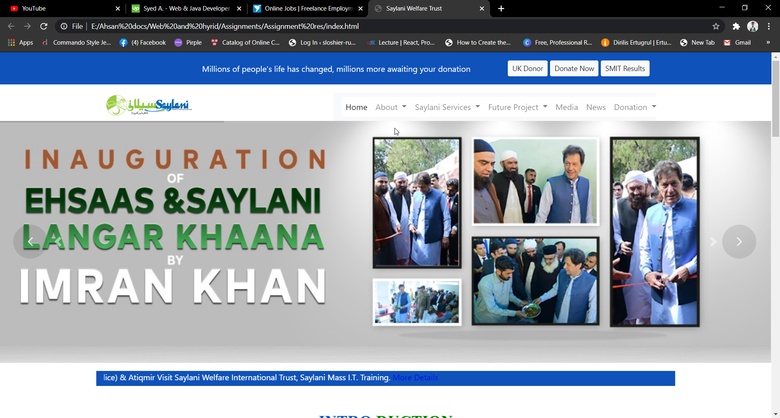 YouTube
Syed A. - Web & Java Developer
Online Jobs | Freelance Employm
Saylani Welfare Trust
File
E:/Ahsan%20docs/Web%20and%20hyrid/Assignments/Assignment%20res/index.html
Apps
Commando Style Je...
(4) Facebook
Pirple
Catalog of Online C...
Log In ‹ sloshier-ru...
Lecture | React, Pro...
How to Create the...
Free, Professional R...
Dirilis Ertugrul | Ertu...
New Tab
Gmail
»
Millions of people's life has changed, millions more awaiting your donation
UK Donor
Donate Now
SMIT Results
سیلانی Saylani
Home
About
Saylani Services
Future Project
Media
News
Donation
INAUGURATION
OF
EHSAAS & SAYLANI
LANGAR KHAANA
BY
IMRAN KHAN
lice) & Atiqmir Visit Saylani Welfare International Trust, Saylani Mass I.T. Training. More Details
INTRODUCTION